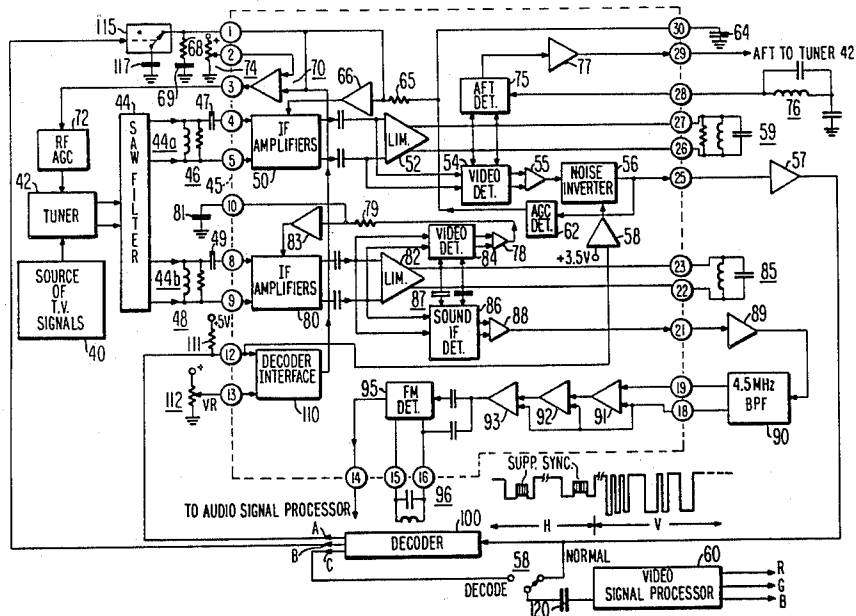 115
1
68
2
30
64
117
69
74
70
66
65
75
77
29
AFT TO TUNER 42
3
AFT
DET.
28
76
72
RF
AGC
44
47
44a
4
5
46
45
SAW FILTER
IF
AMPLIFIERS
50
LIM.
52
54
VIDEO
DET.
55
NOISE
INVERTER
56
27
26
59
25
57
42
TUNER
81
10
79
83
AGC
DET.
62
58
+3.5V
SOURCE
OF
T.V.
SIGNALS
40
49
44b
8
9
48
IF
AMPLIFIERS
80
82
LIM.
VIDEO
DET.
84
78
87
86
SOUND
IF
DET.
88
23
22
85
21
89
+5V
111
12
112
13
VR
DECODER
INTERFACE
110
95
FM
DET.
93
92
91
19
18
4.5MHz
BPF
90
14
15
16
96
TO AUDIO SIGNAL PROCESSOR
SUPP. SYNC.
H
V
A
B
C
100
DECODER
NORMAL
58
DECODE
120
60
VIDEO
SIGNAL PROCESSOR
R
G
B